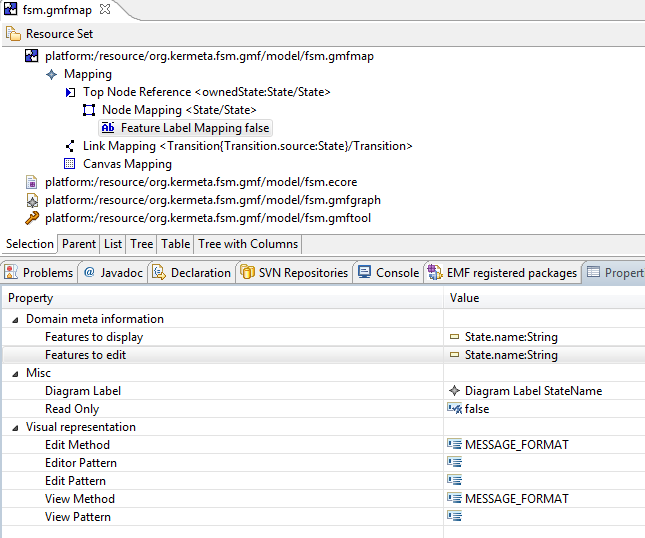 fsm.gmfmap
Resource Set
platform:/resource/org.kermeta.fsm.gmf/model/fsm.gmfmap
Mapping
Top Node Reference <ownedState:State/State>
Node Mapping <State/State>
Feature Label Mapping false
Link Mapping <Transition{Transition.source:State}/Transition>
Canvas Mapping
platform:/resource/org.kermeta.fsm.gmf/model/fsm.ecore
platform:/resource/org.kermeta.fsm.gmf/model/fsm.gmfgraph
platform:/resource/org.kermeta.fsm.gmf/model/fsm.gmftool
Selection Parent List Tree Table Tree with Columns
Problems @ Javadoc Declaration SVN Repositories Console EMF registered packages Propert
Property Value
Domain meta information
Features to display State.name:String
Features to edit State.name:String
Misc
Diagram Label Diagram Label StateName
Read Only false
Visual representation
Edit Method MESSAGE_FORMAT
Editor Pattern
Edit Pattern
View Method MESSAGE_FORMAT
View Pattern